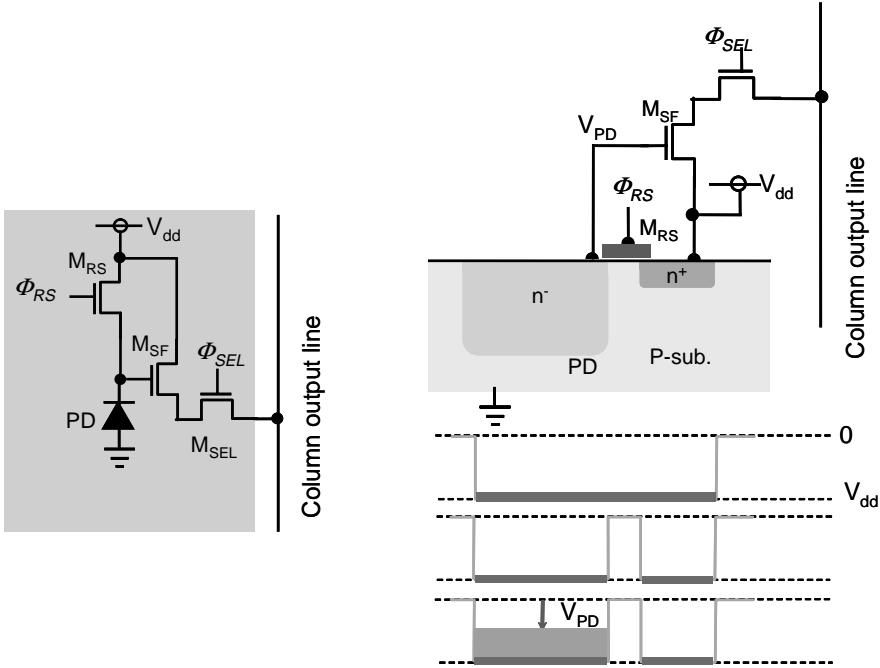 V_dd
M_RS
Φ_RS
M_SF
Φ_SEL
PD
M_SEL
Column output line
Φ_SEL
M_SF
V_PD
Φ_RS
V_dd
M_RS
n⁺
n⁻
PD
P-sub.
Column output line
0
V_dd
V_PD